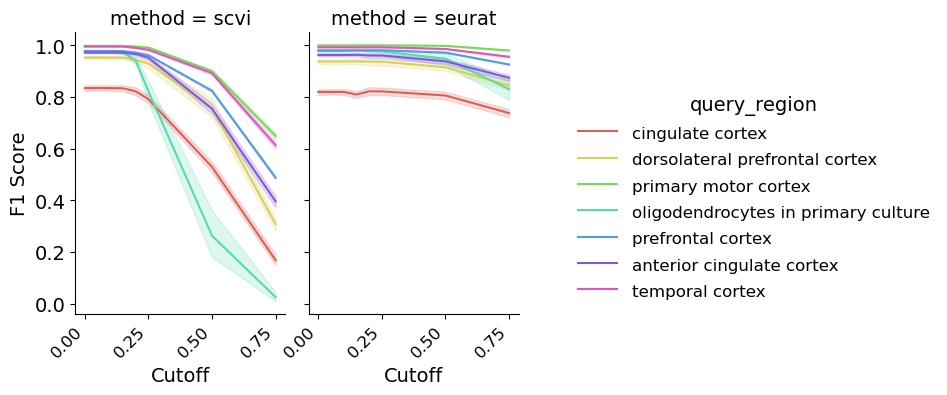 method = scvi
method = seurat
F1 Score
1.0
0.8
0.6
0.4
0.2
0.0
0.00
0.25
0.50
0.75
Cutoff
0.00
0.25
0.50
0.75
Cutoff
query_region
cingulate cortex
dorsolateral prefrontal cortex
primary motor cortex
oligodendrocytes in primary culture
prefrontal cortex
anterior cingulate cortex
temporal cortex